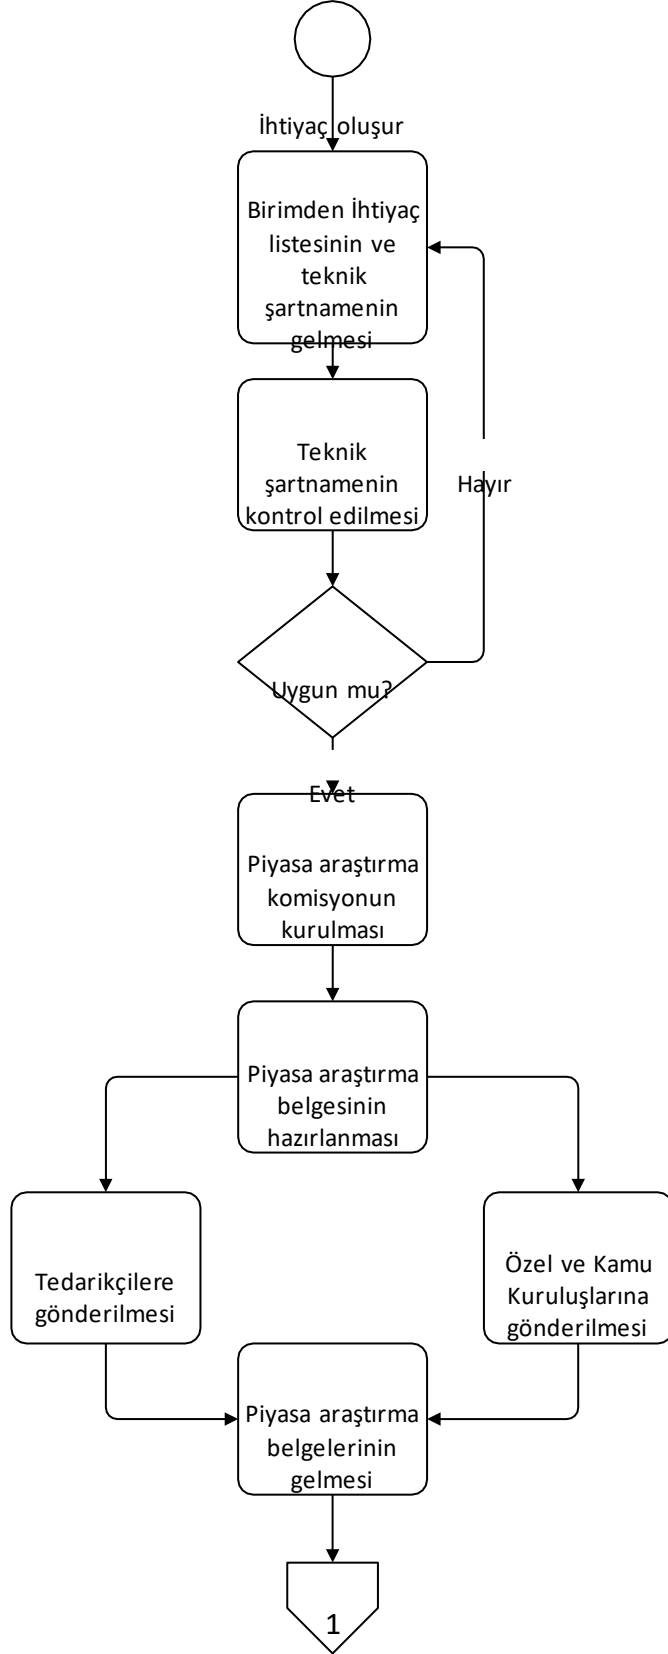 İhtiyaç oluşur
Birimden İhtiyaç
listesinin ve
teknik
şartnamenin
gelmesi
Teknik
şartnamenin
kontrol edilmesi
Hayır
Uygun mu?
Evet
Piyasa araştırma
komisyonun
kurulması
Piyasa araştırma
belgesinin
hazırlanması
Tedarikçilere
gönderilmesi
Özel ve Kamu
Kuruluşlarına
gönderilmesi
Piyasa araştırma
belgelerinin
gelmesi
1